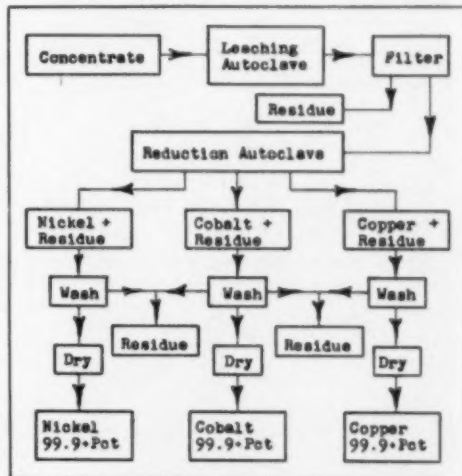 Concentrate
Leaching
Autoclave
Filter
Residue
Reduction Autoclave
Nickel +
Residue
Cobalt +
Residue
Copper +
Residue
Wash
Wash
Wash
Residue
Residue
Dry
Dry
Dry
Nickel
99.9+Pct
Cobalt
99.9+Pct
Copper
99.9+Pct